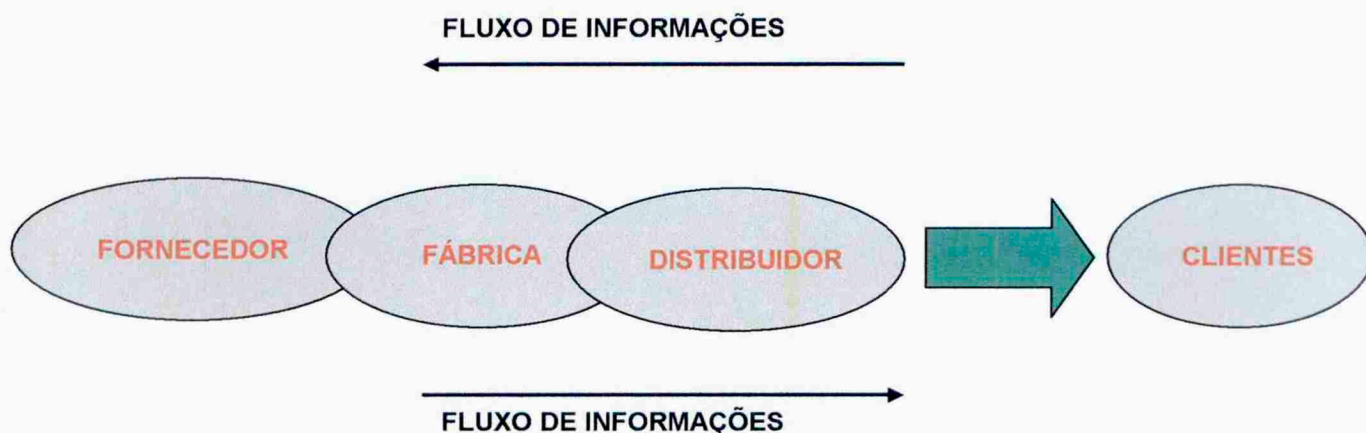 FLUXO DE INFORMAÇÕES
FORNECEDOR
FÁBRICA
DISTRIBUIDOR
CLIENTES
FLUXO DE INFORMAÇÕES